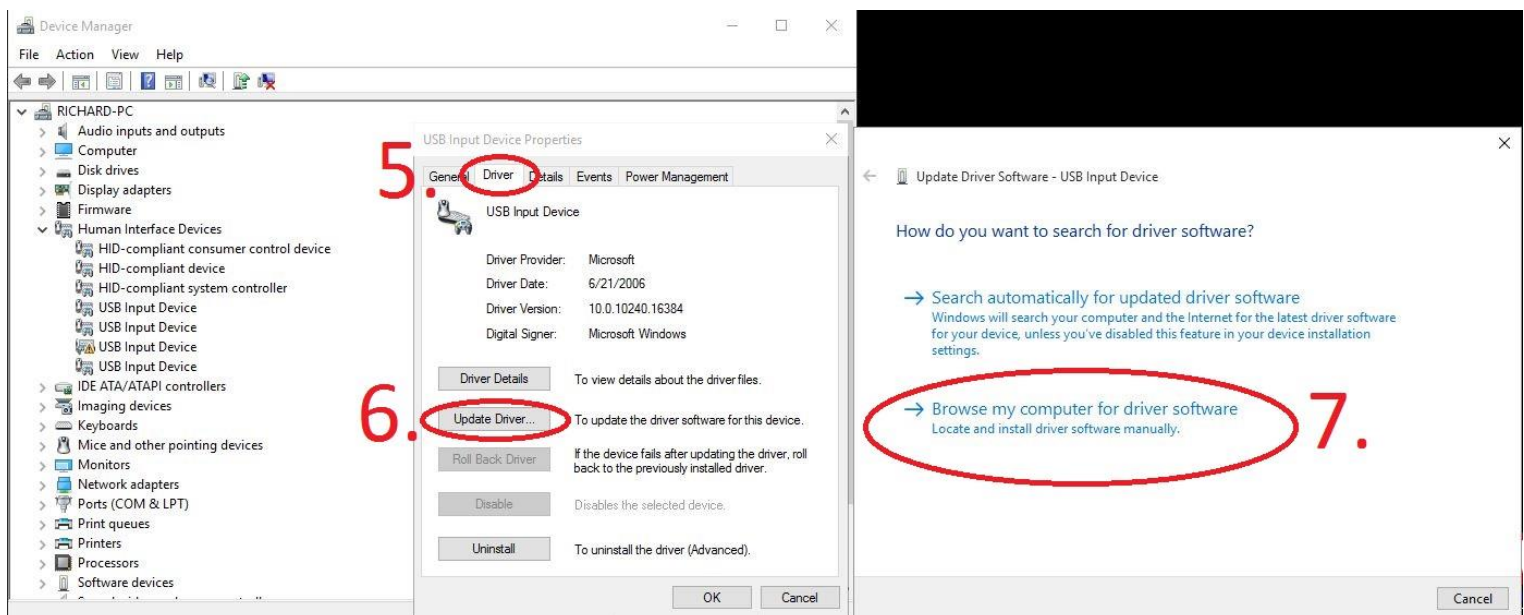 Device Manager
File Action View Help
RICHARD-PC
Audio inputs and outputs
Computer
Disk drives
Display adapters
Firmware
Human Interface Devices
HID-compliant consumer control device
HID-compliant device
HID-compliant system controller
USB Input Device
USB Input Device
USB Input Device
USB Input Device
IDE ATA/ATAPI controllers
Imaging devices
Keyboards
Mice and other pointing devices
Monitors
Network adapters
Ports (COM & LPT)
Print queues
Printers
Processors
Software devices
USB Input Device Properties
5.
General Driver Details Events Power Management
USB Input Device
Driver Provider: Microsoft
Driver Date: 6/21/2006
Driver Version: 10.0.10240.16384
Digital Signer: Microsoft Windows
Driver Details To view details about the driver files.
6.
Update Driver... To update the driver software for this device.
Roll Back Driver If the device fails after updating the driver, roll
back to the previously installed driver.
Disable Disables the selected device.
Uninstall To uninstall the driver (Advanced).
OK Cancel
Update Driver Software - USB Input Device
How do you want to search for driver software?
Search automatically for updated driver software
Windows will search your computer and the Internet for the latest driver software
for your device, unless you've disabled this feature in your device installation
settings.
Browse my computer for driver software
Locate and install driver software manually.
7.
Cancel